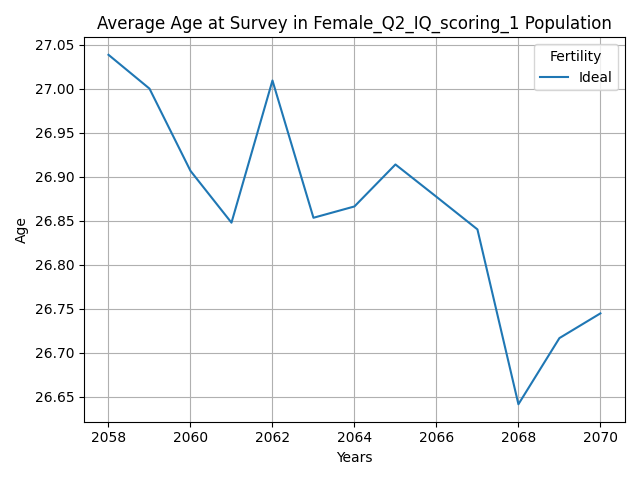 Average Age at Survey in Female_Q2_IQ_scoring_1 Population
27.05
27.00
26.95
26.90
26.85
26.80
26.75
26.70
26.65
Age
Fertility
Ideal
2058 2060 2062 2064 2066 2068 2070
Years